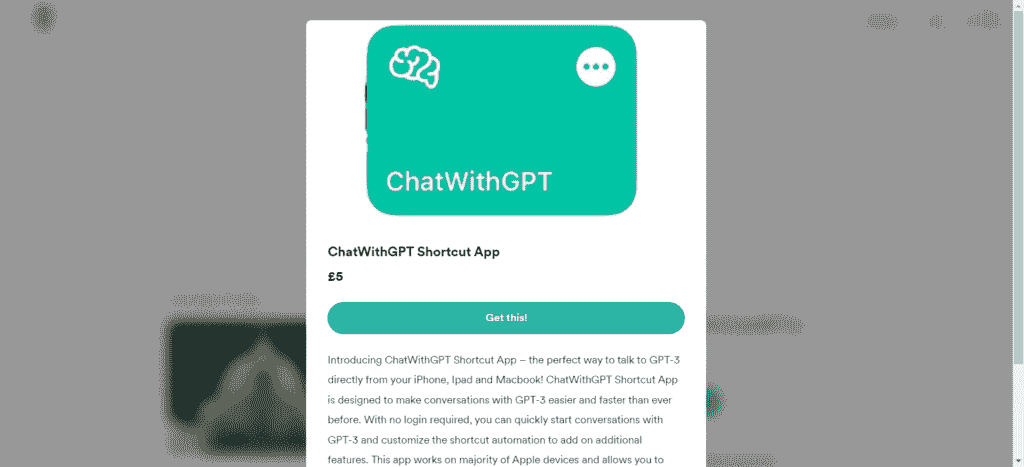 ChatWithGPT
ChatWithGPT Shortcut App
£5
Get this!
Introducing ChatWithGPT Shortcut App – the perfect way to talk to GPT-3
directly from your iPhone, Ipad and Macbook! ChatWithGPT Shortcut App
is designed to make conversations with GPT-3 easier and faster than ever
before. With no login required, you can quickly start conversations with
GPT-3 and customize the shortcut automation to add on additional
features. This app works on majority of Apple devices and allows you to